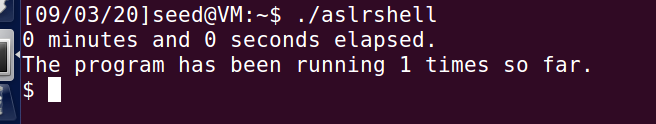 [09/03/20]seed@VM:~$ ./aslrshell
0 minutes and 0 seconds elapsed.
The program has been running 1 times so far.
$